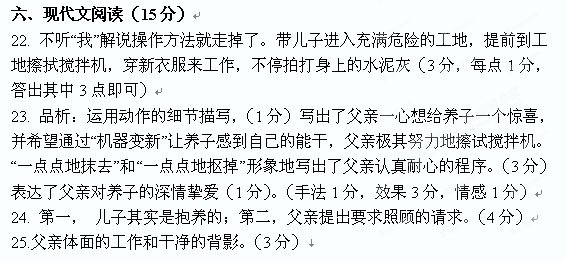 六、现代文阅读（15分）
22. 不听“我”解说操作方法就走掉了。带儿子进入充满危险的工地，提前到工
地擦拭搅拌机，穿新衣服来工作，不停拍打身上的水泥灰（3分，每点1分，
答出其中3点即可）
23. 品析：运用动作的细节描写，（1分）写出了父亲一心想给养子一个惊喜，
并希望通过“机器变新”让养子感到自己的能干，父亲极其努力地擦试搅拌机。
“一点点地抹去”和“一点点地抠掉”形象地写出了父亲认真耐心的程序。（3分）
表达了父亲对养子的深情挚爱（1分）。（手法1分，效果3分，情感1分）
24. 第一， 儿子其实是抱养的；第二，父亲提出要求照顾的请求。（4分）
25.父亲体面的工作和干净的背影。（3分）